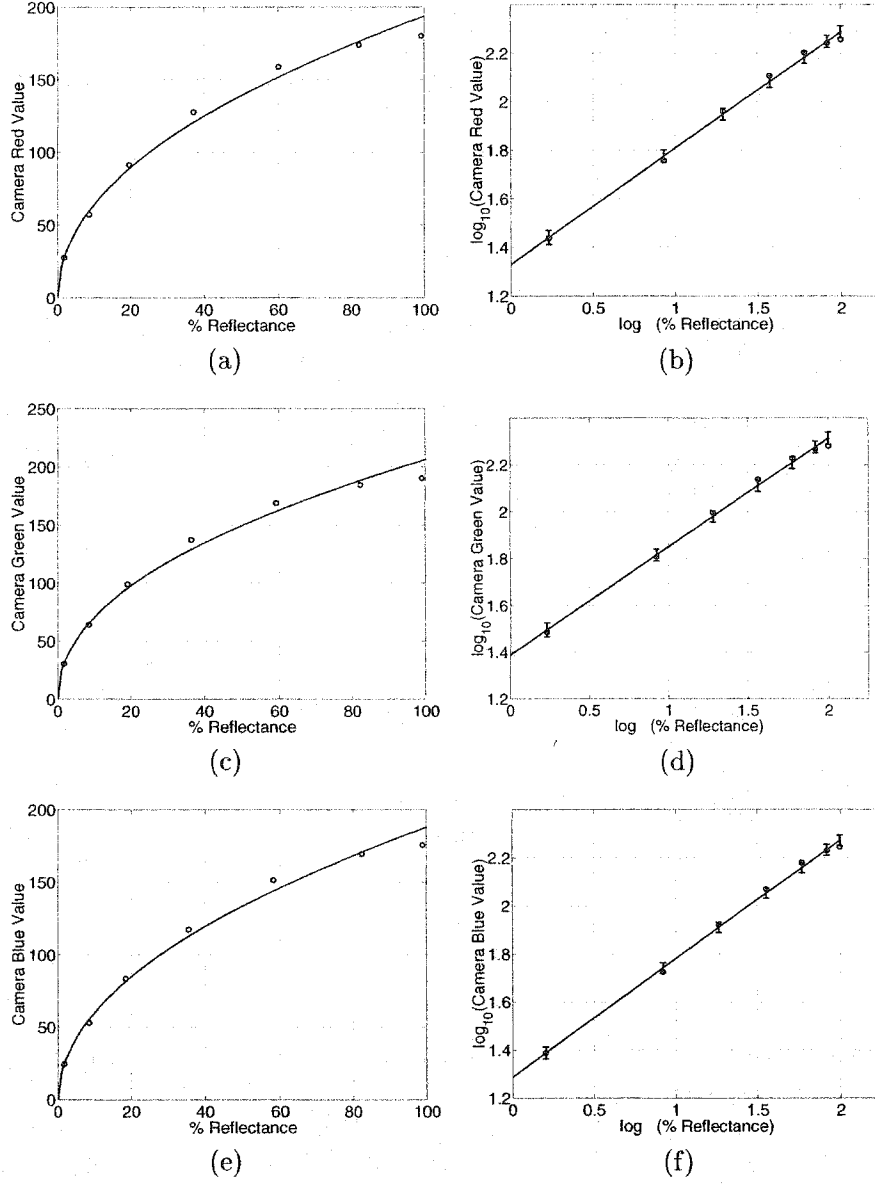 200
150
100
50
0
Camera Red Value
0 20 40 60 80 100
% Reflectance
(a)
2.2
2
1.8
1.6
1.4
1.2
log10(Camera Red Value)
0 0.5 1 1.5 2
log (% Reflectance)
(b)
250
200
150
100
50
0
Camera Green Value
0 20 40 60 80 100
% Reflectance
(c)
2.2
2
1.8
1.6
1.4
1.2
log10(Camera Green Value)
0 0.5 1 1.5 2
log (% Reflectance)
(d)
200
150
100
50
0
Camera Blue Value
0 20 40 60 80 100
% Reflectance
(e)
2.2
2
1.8
1.6
1.4
1.2
log10(Camera Blue Value)
0 0.5 1 1.5 2
log (% Reflectance)
(f)